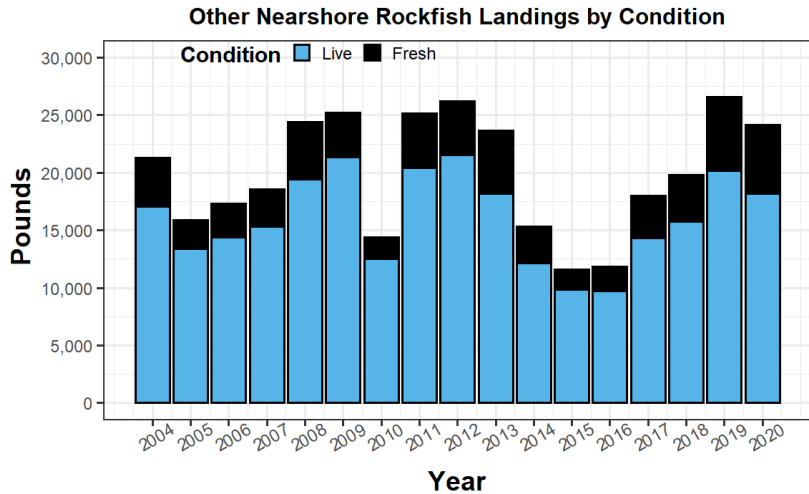 Other Nearshore Rockfish Landings by Condition
Condition Live Fresh
30,000
25,000
20,000
15,000
10,000
5,000
0
Pounds
2004 2005 2006 2007 2008 2009 2010 2011 2012 2013 2014 2015 2016 2017 2018 2019 2020
Year